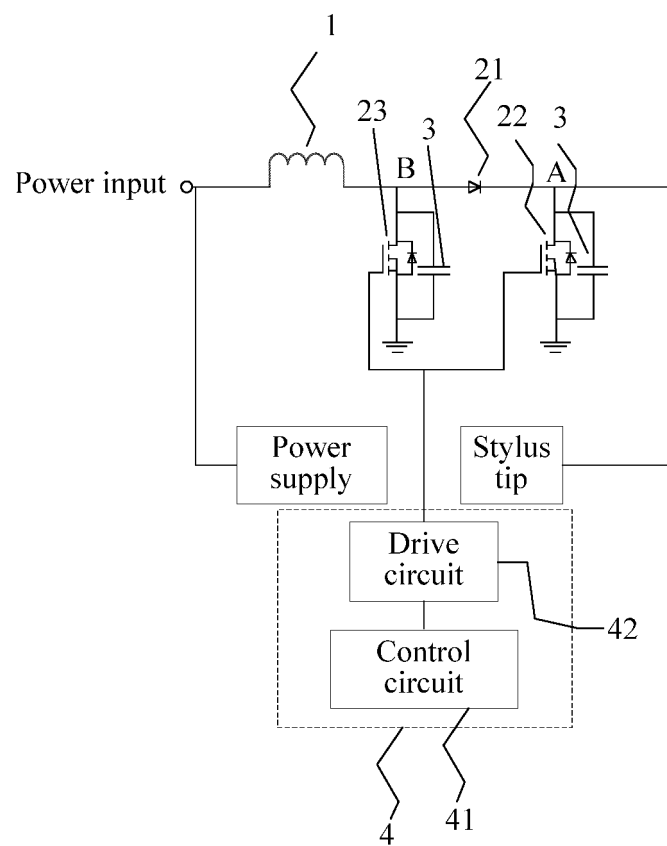 1
21
23
3
22
3
B
A
Power input
Power
supply
Stylus
tip
Drive
circuit
42
Control
circuit
4
41